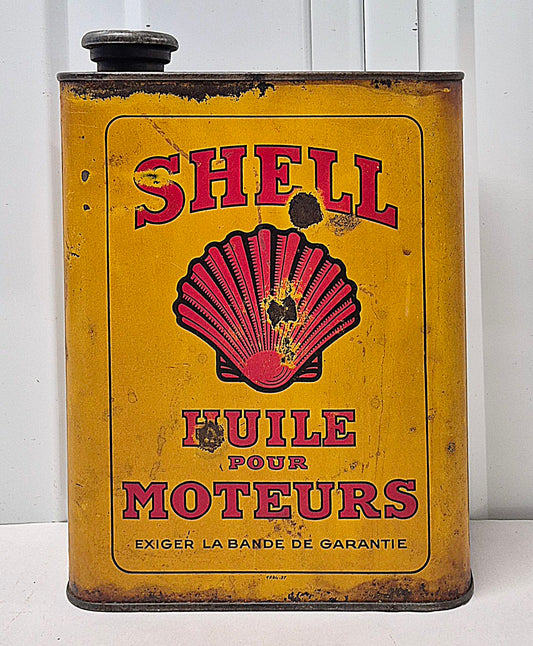 SHELL
HUILE
POUR
MOTEURS
EXIGER LA BANDE DE GARANTIE